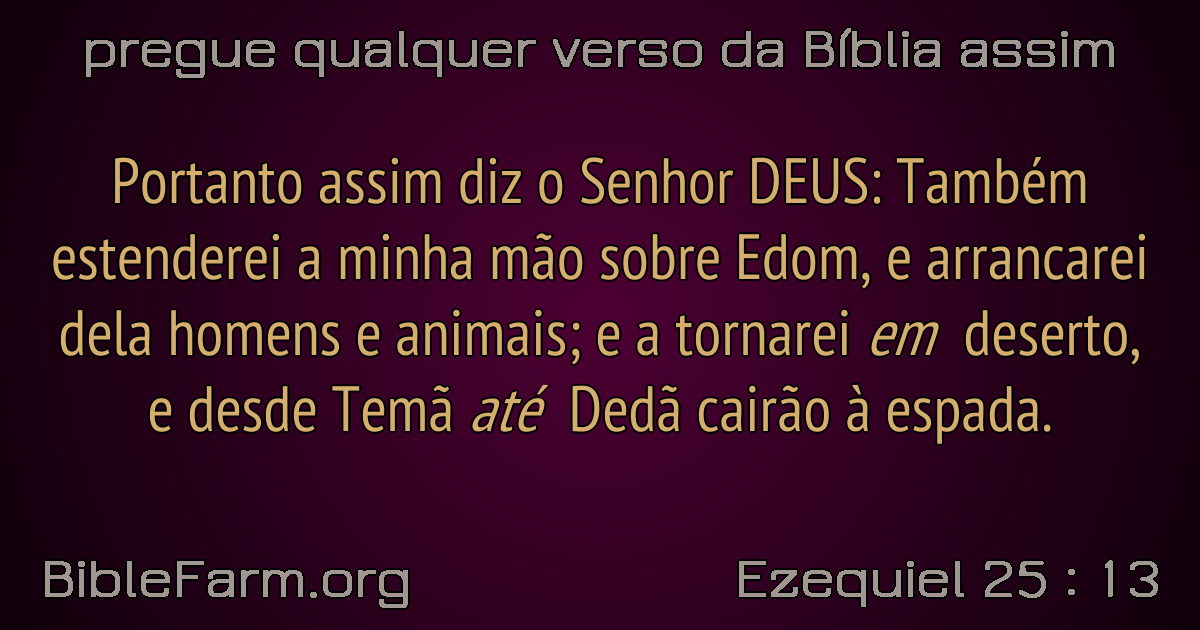 pregue qualquer verso da Bíblia assim
Portanto assim diz o Senhor DEUS: Também
estenderei a minha mão sobre Edom, e arrancarei
dela homens e animais; e a tornarei em deserto,
e desde Temã até Dedã cairão à espada.
BibleFarm.org
Ezequiel 25 : 13